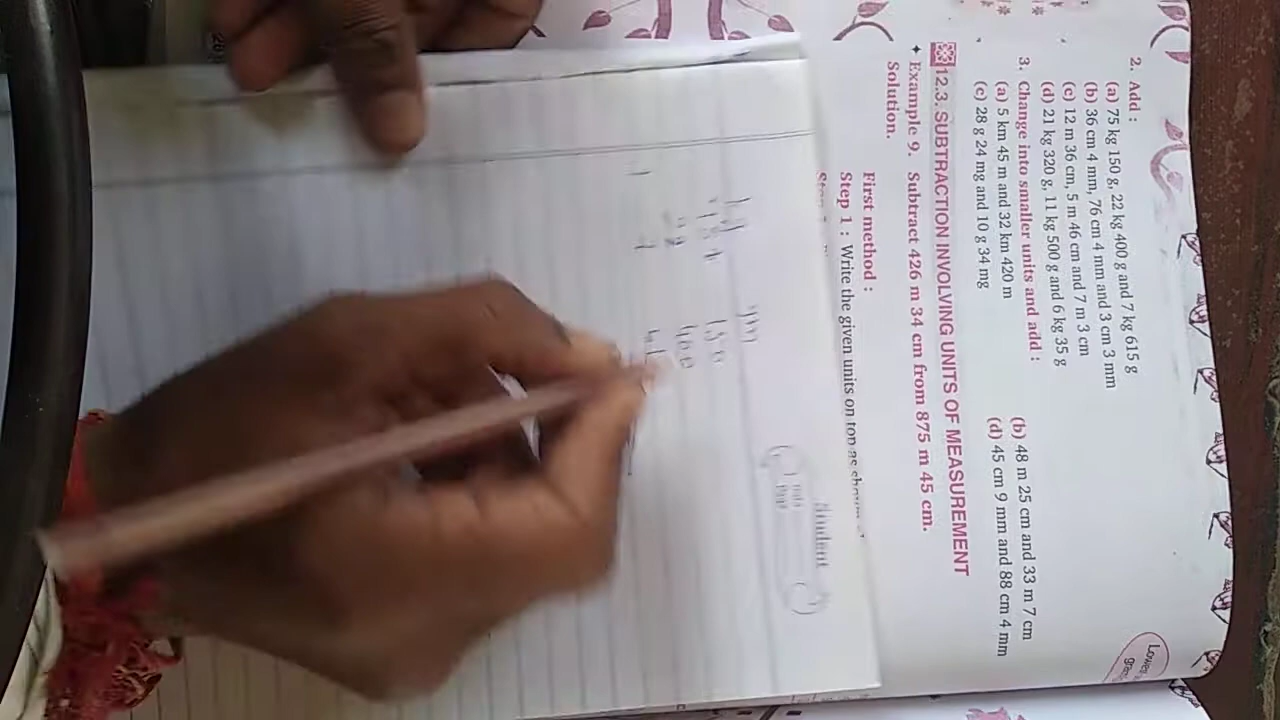 2. Add :
(a) 75 kg 150 g, 22 kg 400 g and 7 kg 615 g
(b) 36 cm 4 mm, 76 cm 4 mm and 3 cm 3 mm
(c) 12 m 36 cm, 5 m 46 cm and 7 m 3 cm
(d) 21 kg 320 g, 11 kg 500 g and 6 kg 35 g
3. Change into smaller units and add :
(a) 5 km 45 m and 32 km 420 m
(b) 48 m 25 cm and 33 m 7 cm
(c) 28 g 24 mg and 10 g 34 mg
(d) 45 cm 9 mm and 88 cm 4 mm
12.3. SUBTRACTION INVOLVING UNITS OF MEASUREMENT
✦ Example 9. Subtract 426 m 34 cm from 875 m 45 cm.
Solution.
First method :
Step 1 : Write the given units on top as shown
Student
150
22 400
7